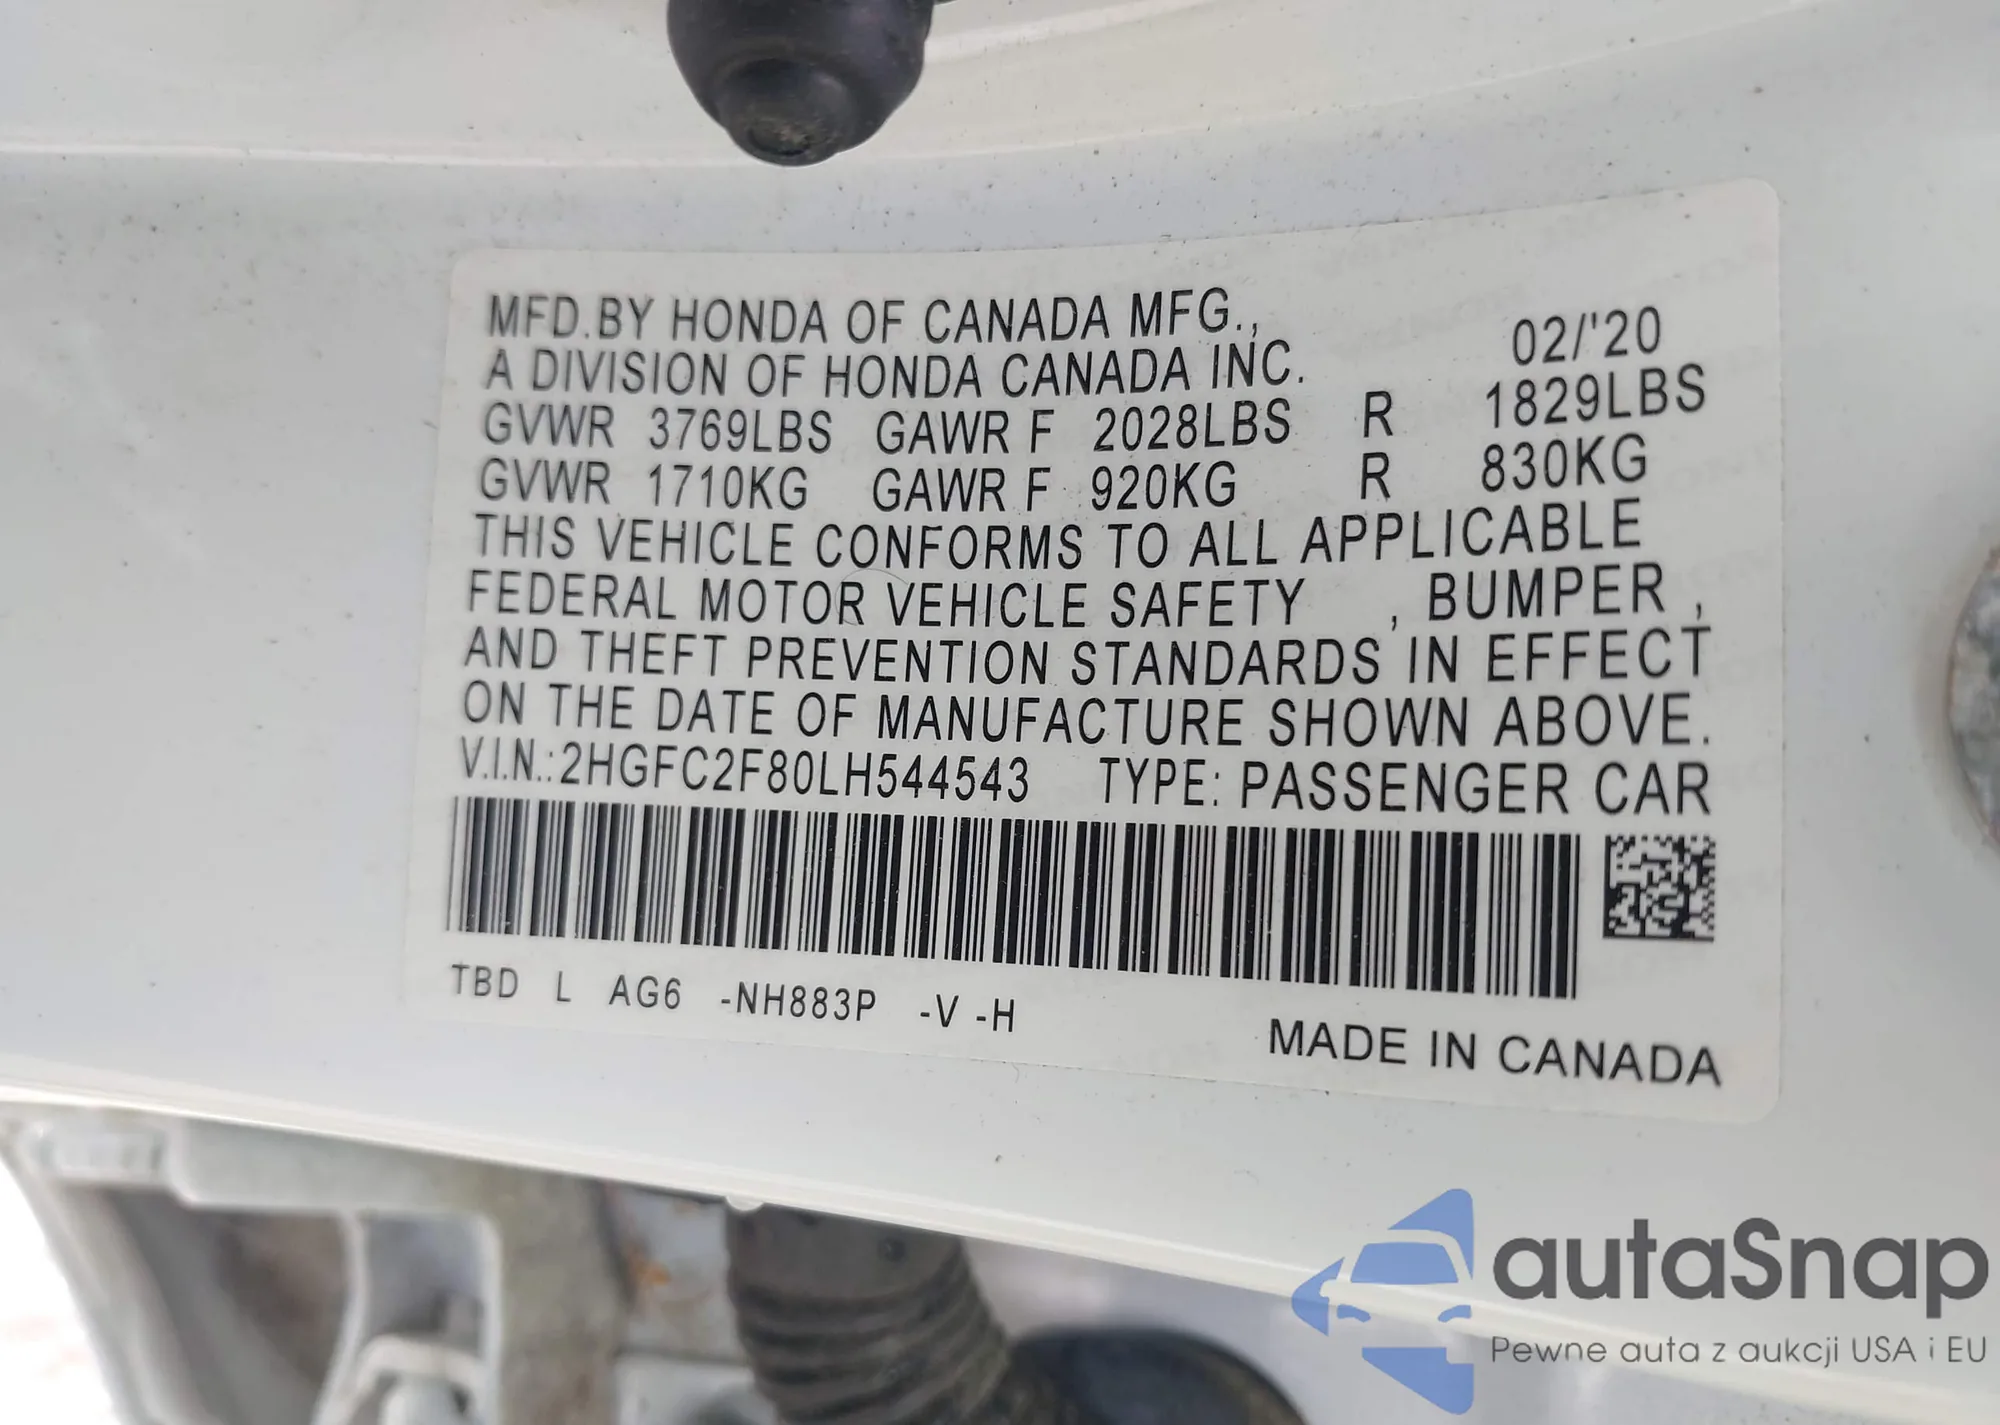 MFD.BY HONDA OF CANADA MFG., 02/'20
A DIVISION OF HONDA CANADA INC.
GVWR 3769LBS GAWR F 2028LBS R 1829LBS
GVWR 1710KG GAWR F 920KG R 830KG
THIS VEHICLE CONFORMS TO ALL APPLICABLE
FEDERAL MOTOR VEHICLE SAFETY , BUMPER ,
AND THEFT PREVENTION STANDARDS IN EFFECT
ON THE DATE OF MANUFACTURE SHOWN ABOVE.
V.I.N.:2HGFC2F80LH544543 TYPE: PASSENGER CAR
TBD L AG6 -NH883P -V -H
MADE IN CANADA
autaSnap
Pewne auta z aukcji USA i EU